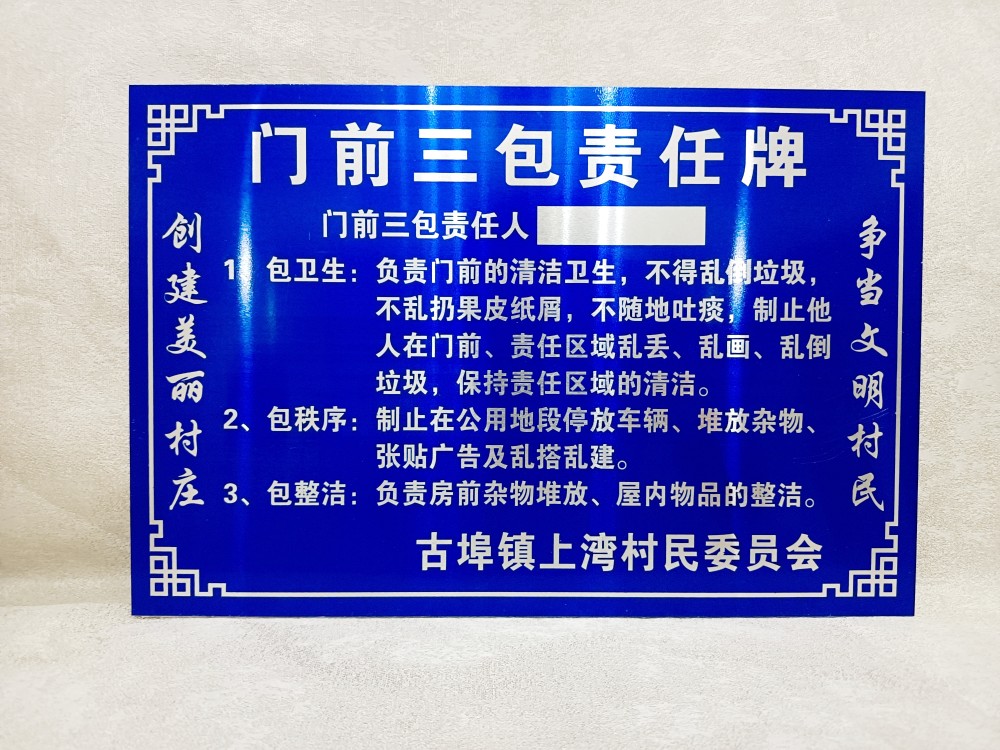 门前三包责任牌
门前三包责任人
创建美丽村庄
1、包卫生：负责门前的清洁卫生，不得乱倒垃圾，
不乱扔果皮纸屑，不随地吐痰，制止他
人在门前、责任区域乱丢、乱画、乱倒
垃圾，保持责任区域的清洁。
2、包秩序：制止在公用地段停放车辆、堆放杂物、
张贴广告及乱搭乱建。
3、包整洁：负责房前杂物堆放、屋内物品的整洁。
争当文明村民
古埠镇上湾村民委员会